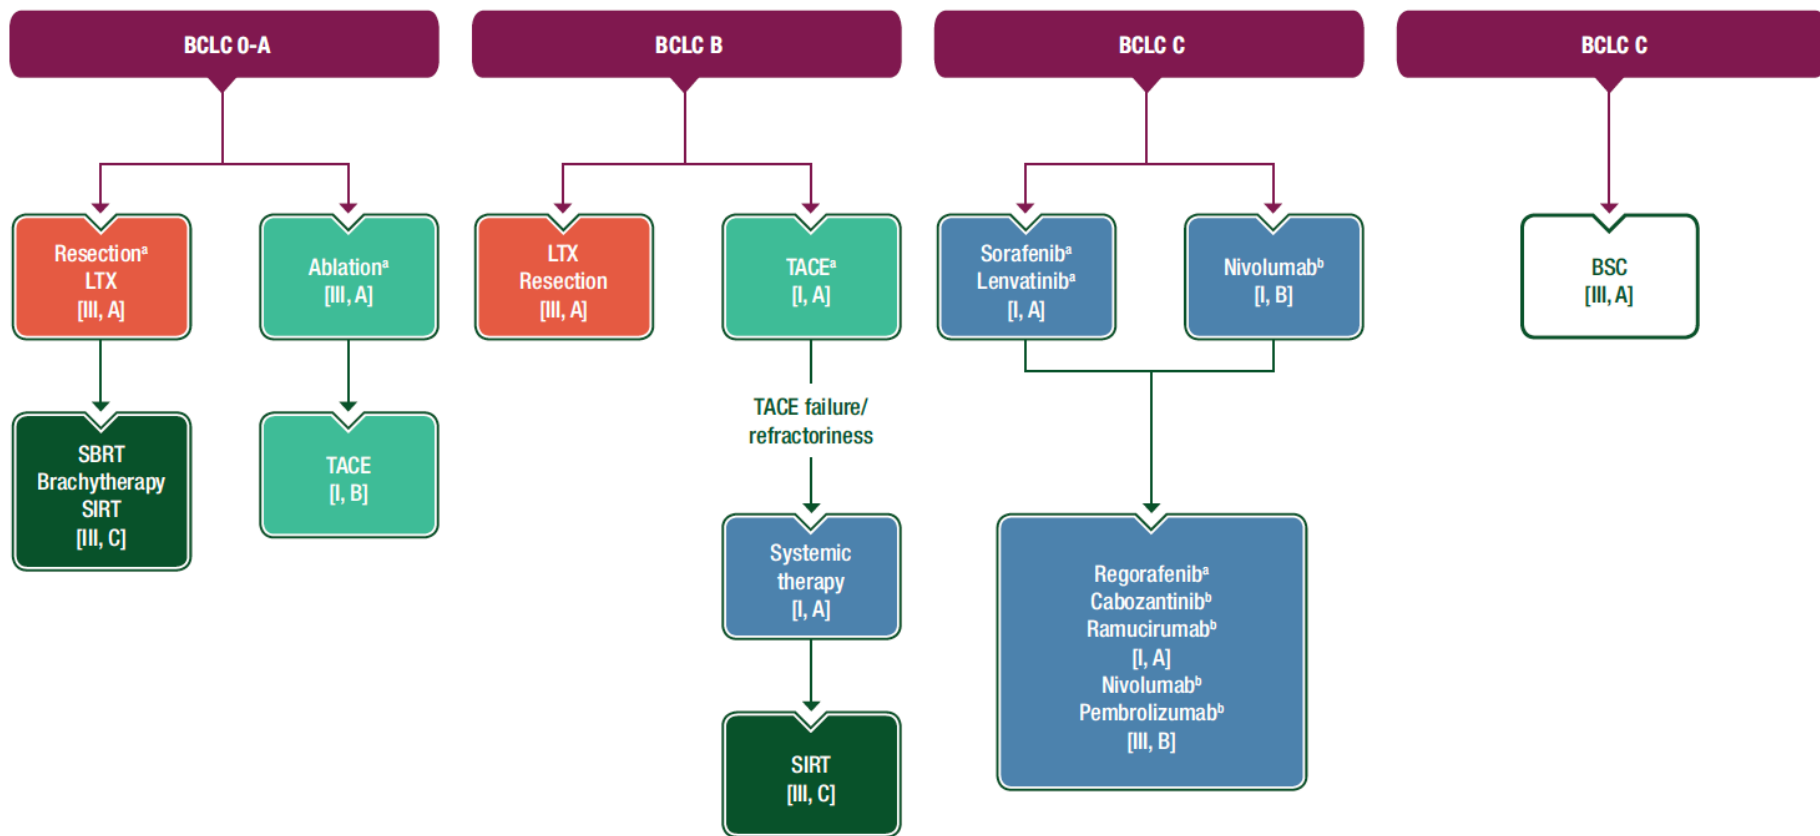 BCLC 0-A
Resectionᵃ
LTX
[III, A]
SBRT
Brachytherapy
SIRT
[III, C]
Ablationᵃ
[III, A]
TACE
[I, B]
BCLC B
LTX
Resection
[III, A]
TACEᵃ
[I, A]
TACE failure/
refractoriness
Systemic
therapy
[I, A]
SIRT
[III, C]
BCLC C
Sorafenibᵃ
Lenvatinibᵃ
[I, A]
Nivolumabᵇ
[I, B]
Regorafenibᵃ
Cabozantinibᵇ
Ramucirumabᵇ
[I, A]
Nivolumabᵇ
Pembrolizumabᵇ
[III, B]
BCLC C
BSC
[III, A]